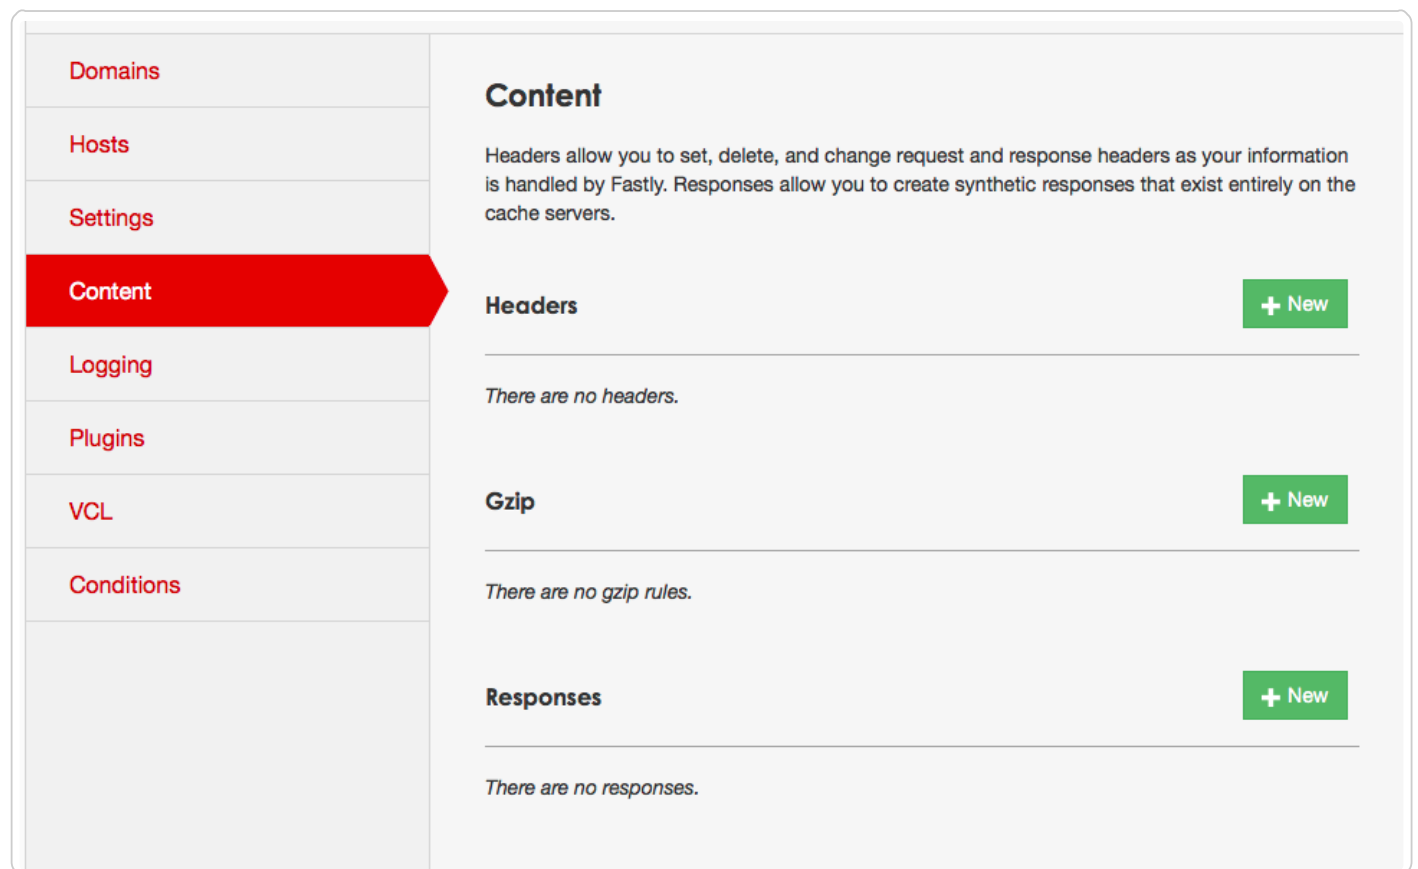 Domains
Hosts
Settings
Content
Logging
Plugins
VCL
Conditions
Content
Headers allow you to set, delete, and change request and response headers as your information
is handled by Fastly. Responses allow you to create synthetic responses that exist entirely on the
cache servers.
Headers
New
There are no headers.
Gzip
New
There are no gzip rules.
Responses
New
There are no responses.